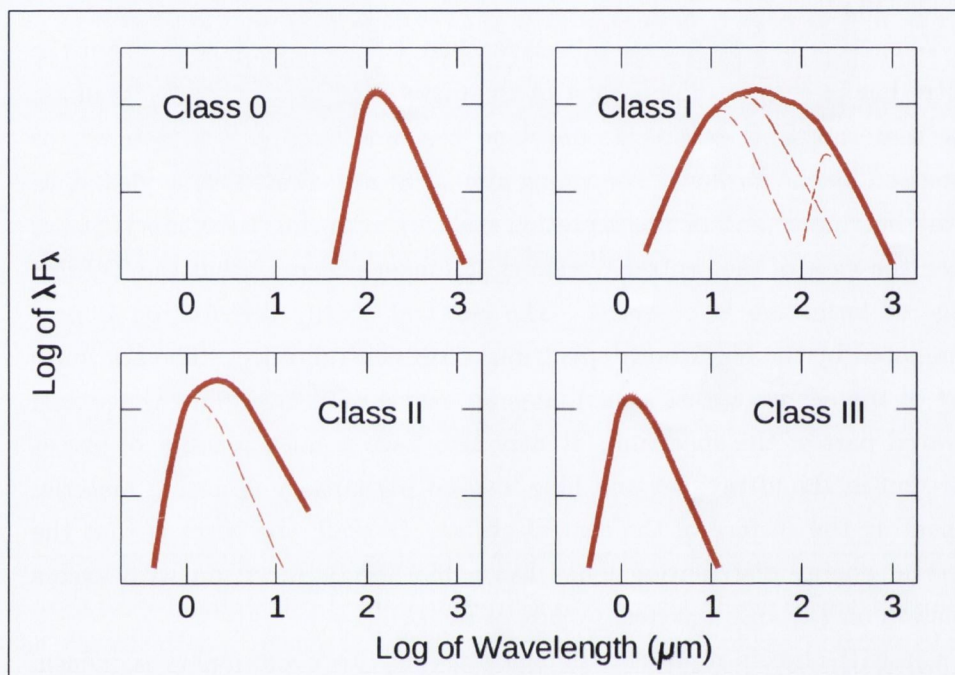 Class 0
Class I
0 1 2 3
0 1 2 3
Class II
Class III
0 1 2 3
0 1 2 3
Log of λFλ
Log of Wavelength (μm)